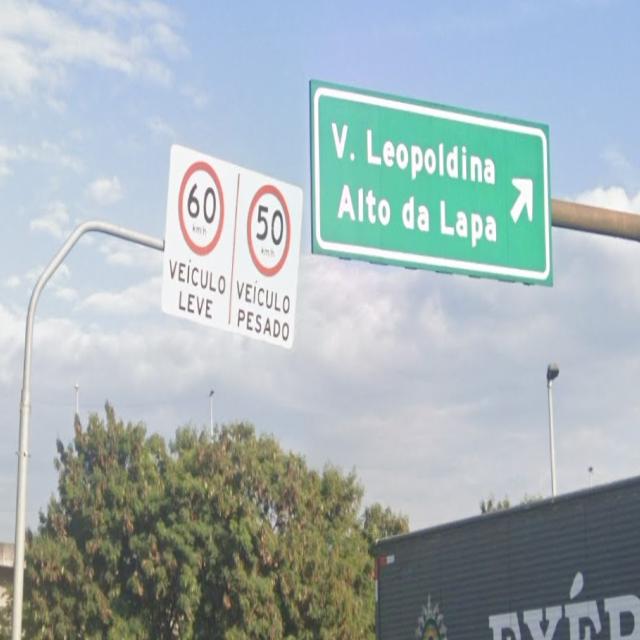 60
km/h
VEÍCULO
LEVE
50
km/h
VEÍCULO
PESADO
V. Leopoldina
Alto da Lapa